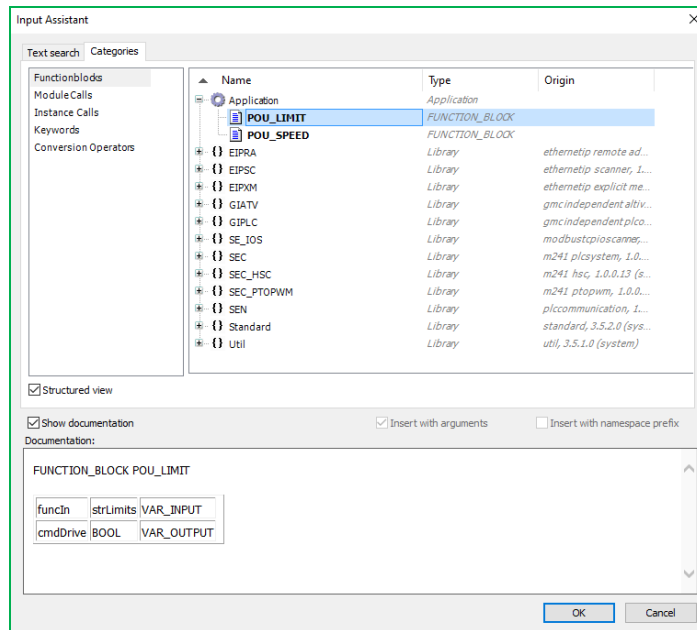 Input Assistant
Text search Categories
Functionblocks
Module Calls
Instance Calls
Keywords
Conversion Operators
Name Type Origin
Application Application
POU_LIMIT FUNCTION_BLOCK
POU_SPEED FUNCTION_BLOCK
EIPRA Library ethernetip remote ad...
EIPSC Library ethernetip scanner, 1....
EIPXM Library ethernetip explicit me...
GIATV Library gmc independent altiv...
GIPLC Library gmc independent plco...
SE_IOS Library modbustcpioscanner,...
SEC Library m241 plcsystem, 1.0....
SEC_HSC Library m241 hsc, 1.0.0.13 (s...
SEC_PTOPWM Library m241 ptopwm, 1.0.0...
SEN Library plccommunication, 1....
Standard Library standard, 3.5.2.0 (sys...
Util Library util, 3.5.1.0 (system)
Structured view
Show documentation Insert with arguments Insert with namespace prefix
Documentation:
FUNCTION_BLOCK POU_LIMIT
funcIn strLimits VAR_INPUT
cmdDrive BOOL VAR_OUTPUT
OK Cancel